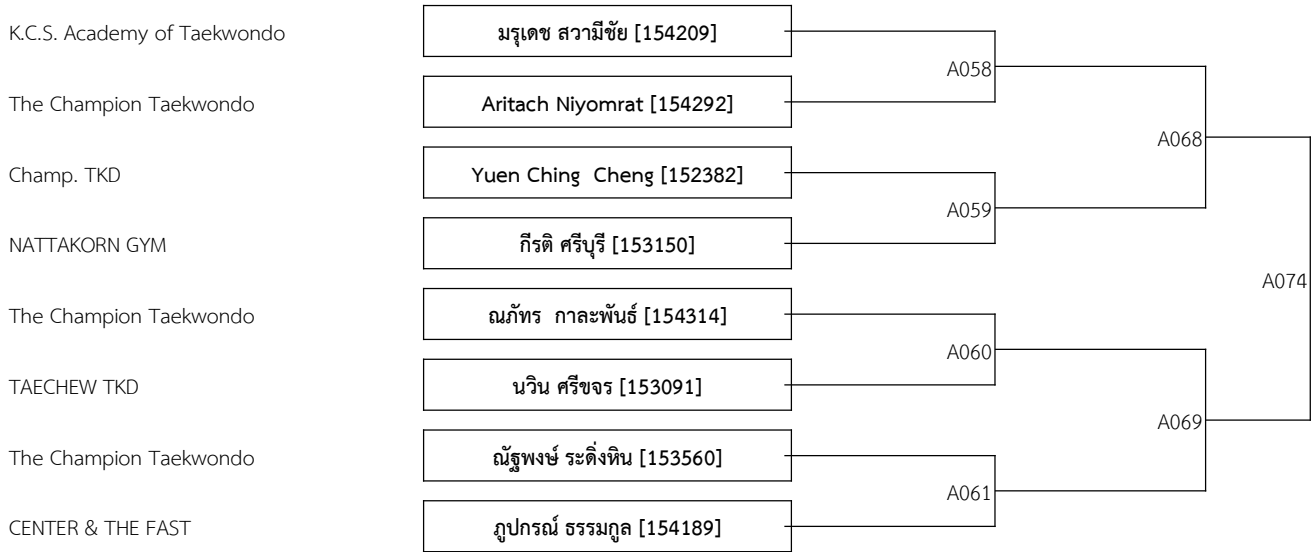 K.C.S. Academy of Taekwondo
มรุเดช สวามีชัย [154209]
A058
The Champion Taekwondo
Aritach Niyomrat [154292]
A068
Champ. TKD
Yuen Ching  Cheng [152382]
A059
NATTAKORN GYM
กีรติ ศรีบุรี [153150]
A074
The Champion Taekwondo
ณภัทร  กาละพันธ์ [154314]
A060
TAECHEW TKD
นวิน ศรีขจร [153091]
A069
The Champion Taekwondo
ณัฐพงษ์ ระดิ่งหิน [153560]
A061
CENTER & THE FAST
ภูปกรณ์ ธรรมกูล [154189]